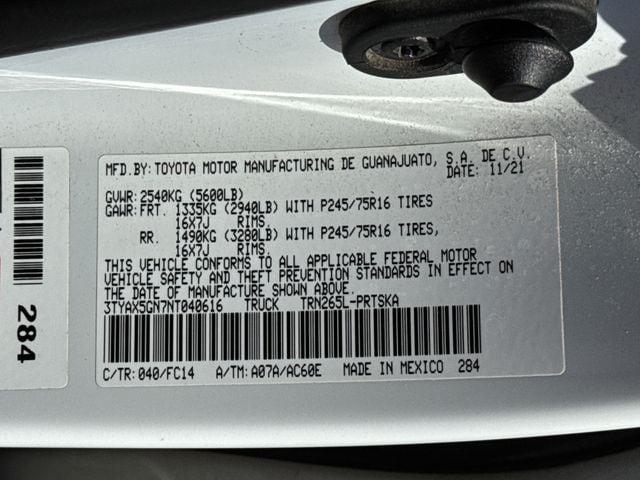 MFD. BY: TOYOTA MOTOR MANUFACTURING DE GUANAJUATO, S.A. DE C.V.
DATE: 11/21
GVWR: 2540KG (5600LB)
GAWR: FRT. 1335KG (2940LB) WITH P245/75R16 TIRES
16X7J RIMS,
RR. 1490KG (3280LB) WITH P245/75R16 TIRES,
16X7J RIMS,
THIS VEHICLE CONFORMS TO ALL APPLICABLE FEDERAL MOTOR
VEHICLE SAFETY AND THEFT PREVENTION STANDARDS IN EFFECT ON
THE DATE OF MANUFACTURE SHOWN ABOVE.
3TYAX5GN7NT040616 TRUCK TRN265L-PRTSKA
C/TR: 040/FC14 A/TM: A07A/AC60E MADE IN MEXICO 284
284